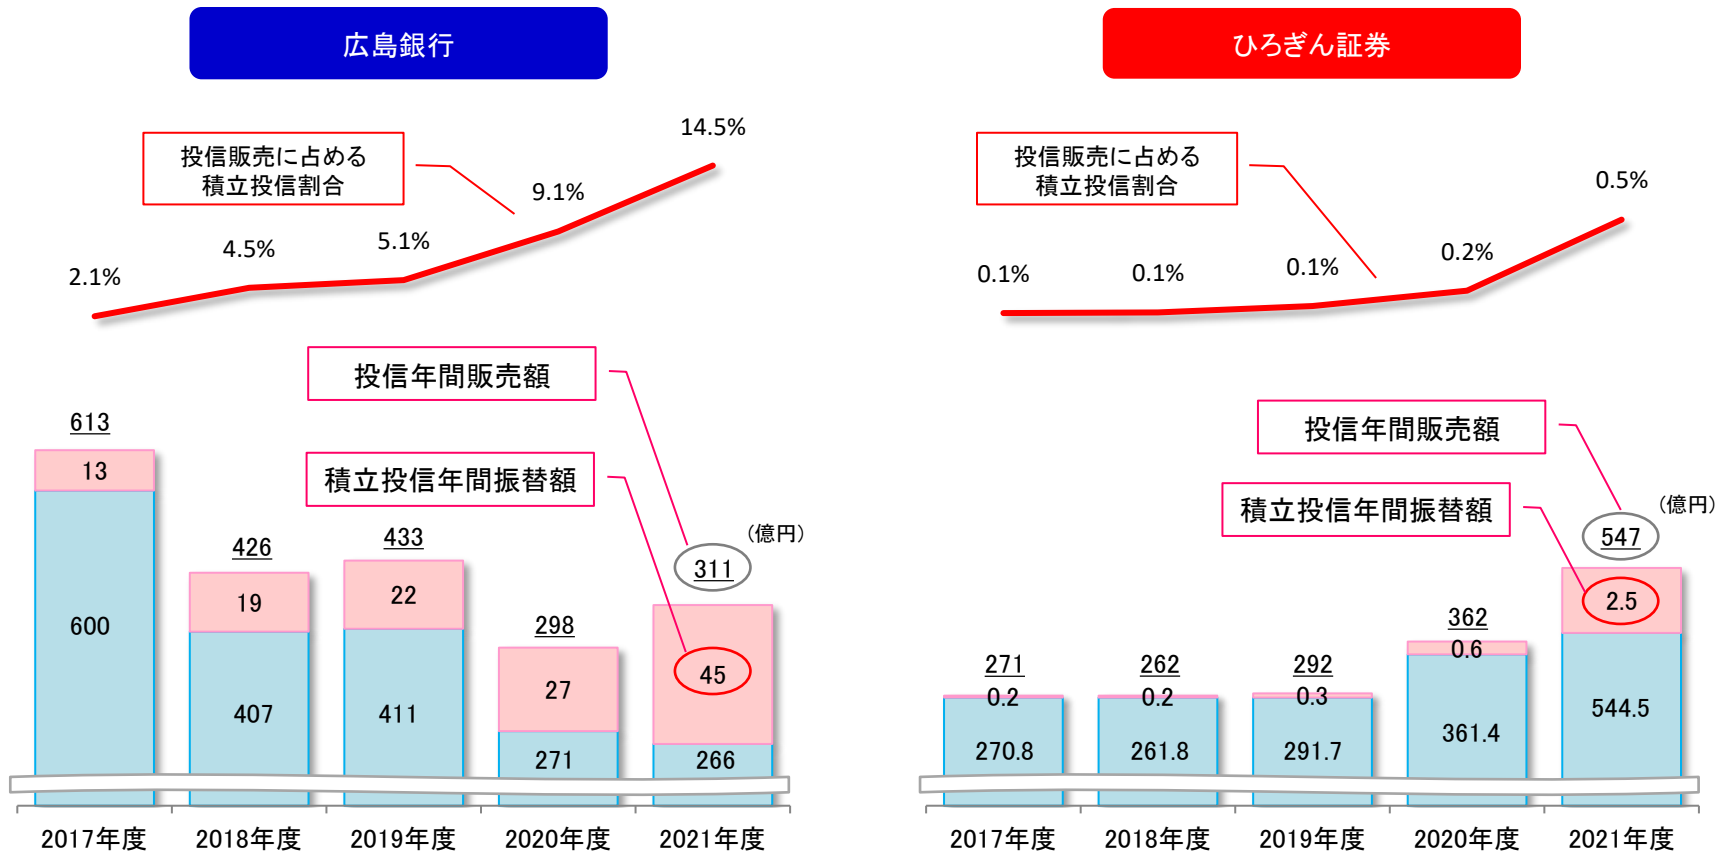 広島銀行
投信販売に占める
積立投信割合
2.1%
4.5%
5.1%
9.1%
14.5%
投信年間販売額
積立投信年間振替額
(億円)
613
13
600
426
19
407
433
22
411
298
27
271
311
45
266
2017年度
2018年度
2019年度
2020年度
2021年度
ひろぎん証券
投信販売に占める
積立投信割合
0.1%
0.1%
0.1%
0.2%
0.5%
投信年間販売額
積立投信年間振替額
(億円)
271
0.2
270.8
262
0.2
261.8
292
0.3
291.7
362
0.6
361.4
547
2.5
544.5
2017年度
2018年度
2019年度
2020年度
2021年度